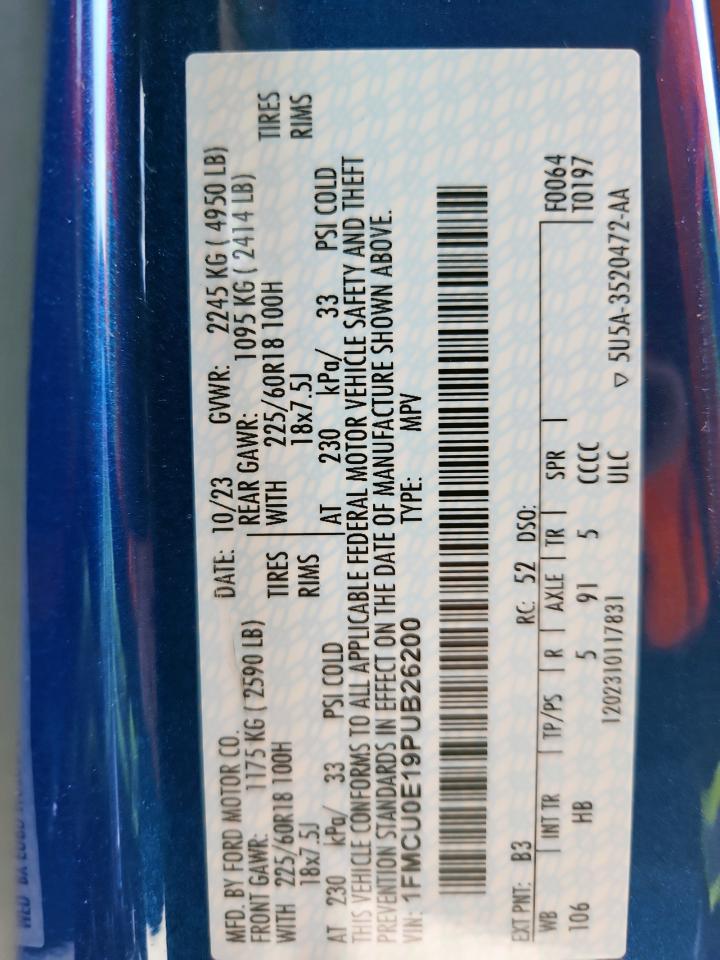 MFD. BY FORD MOTOR CO.
DATE: 10/23 GVWR: 2245 KG ( 4950 LB)
FRONT GAWR: 1175 KG ( 2590 LB)
REAR GAWR: 1095 KG ( 2414 LB)
WITH 225/60R18 100H TIRES
WITH 225/60R18 100H TIRES
18x7.5J RIMS
18x7.5J RIMS
AT 230 kPa/ 33 PSI COLD
AT 230 kPa/ 33 PSI COLD
THIS VEHICLE CONFORMS TO ALL APPLICABLE FEDERAL MOTOR VEHICLE SAFETY AND THEFT
PREVENTION STANDARDS IN EFFECT ON THE DATE OF MANUFACTURE SHOWN ABOVE.
VIN: 1FMCU0E19PUB26200 TYPE: MPV
EXT PNT: B3 RC: 52 DSO:
WB INT TR TP/PS R AXLE TR SPR F0064
106 HB 5 91 5 CCCC T0197
ULC
1202310117831 ▽ 5U5A-3520472-AA